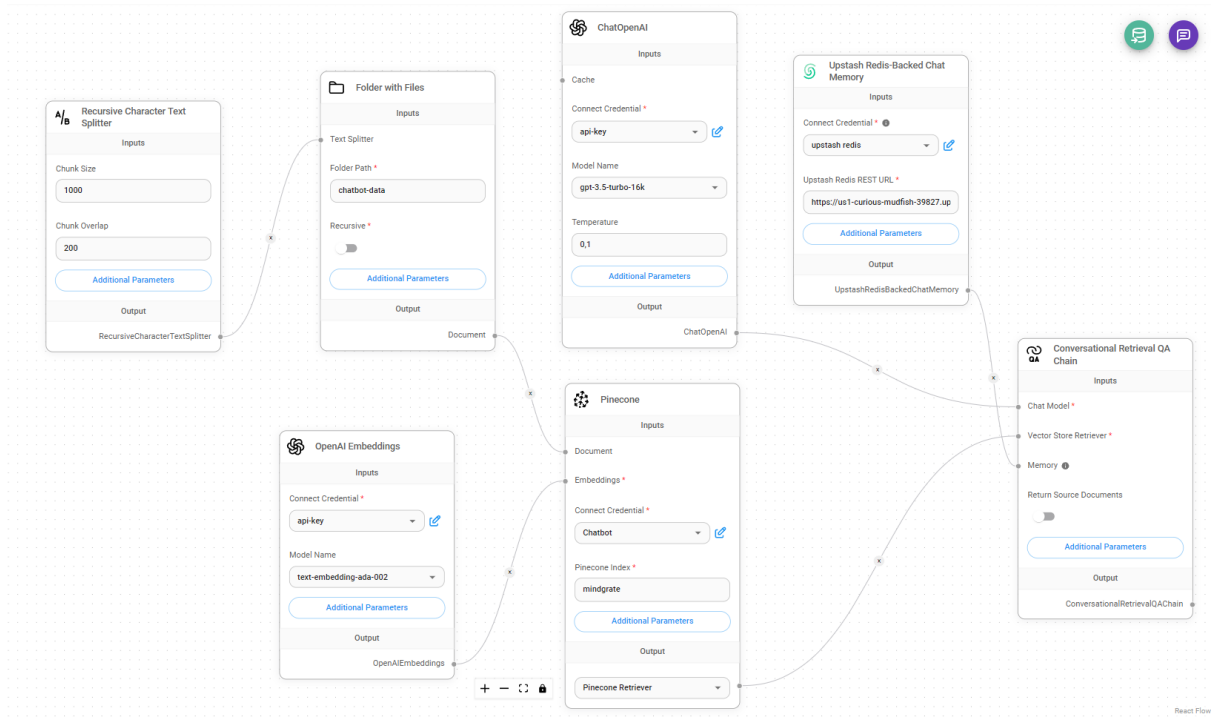 Recursive Character Text
Splitter
Inputs
Chunk Size
1000
Chunk Overlap
200
Additional Parameters
Output
RecursiveCharacterTextSplitter
Folder with Files
Inputs
Text Splitter
Folder Path *
chatbot-data
Recursive *
Additional Parameters
Output
Document
OpenAI Embeddings
Inputs
Connect Credential *
api-key
Model Name
text-embedding-ada-002
Additional Parameters
Output
OpenAIEmbeddings
ChatOpenAI
Inputs
Cache
Connect Credential *
api-key
Model Name
gpt-3.5-turbo-16k
Temperature
0,1
Additional Parameters
Output
ChatOpenAI
Pinecone
Inputs
Document
Embeddings *
Connect Credential *
Chatbot
Pinecone Index *
mindgrate
Additional Parameters
Output
Pinecone Retriever
Upstash Redis-Backed Chat
Memory
Inputs
Connect Credential *
upstash redis
Upstash Redis REST URL *
https://us1-curious-mudfish-39827.up
Additional Parameters
Output
UpstashRedisBackedChatMemory
QA
Conversational Retrieval QA
Chain
Inputs
Chat Model *
Vector Store Retriever *
Memory
Return Source Documents
Additional Parameters
Output
ConversationalRetrievalQAChain
A/B
x
x
x
x
x
x
React Flow